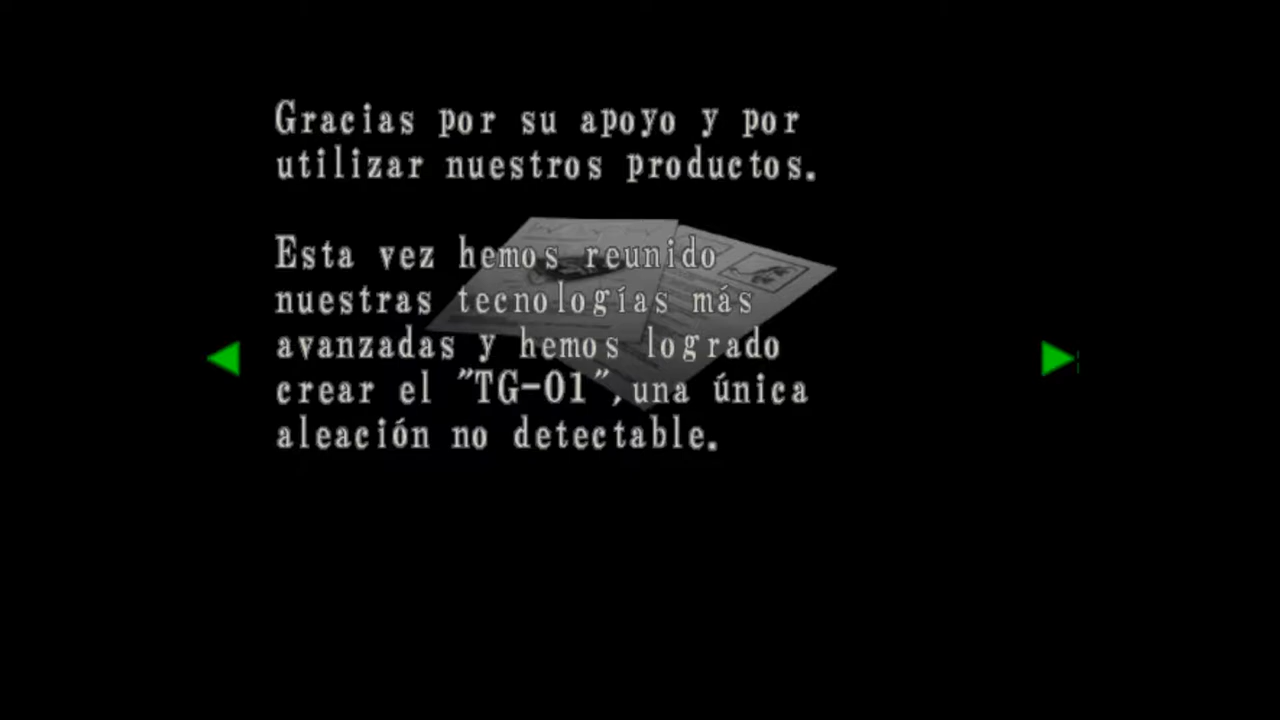 Gracias por su apoyo y por
utilizar nuestros productos.
Esta vez hemos reunido
nuestras tecnologías más
avanzadas y hemos logrado
crear el "TG-01", una única
aleación no detectable.